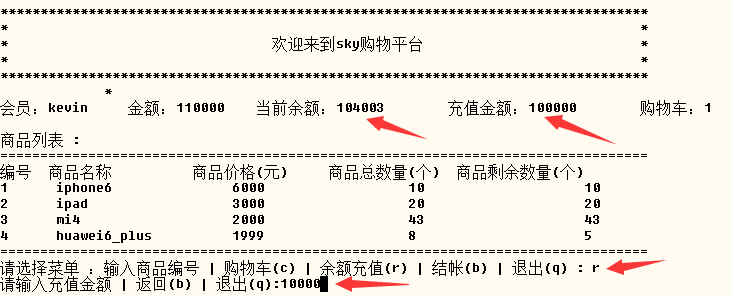 ********************************************************************************
* *
* 欢迎来到sky购物平台 *
* *
********************************************************************************
*
会员：kevin 金额：110000 当前余额：104003 充值金额：100000 购物车：1
商品列表 :
================================================================================
编号 商品名称 商品价格(元) 商品总数量(个) 商品剩余数量(个)
1 iphone6 6000 10 10
2 ipad 3000 20 20
3 mi4 2000 43 43
4 huawei6_plus 1999 8 5
================================================================================
请选择菜单 : 输入商品编号 | 购物车(c) | 余额充值(r) | 结帐(b) | 退出(q) : r
请输入充值金额 | 返回(b) | 退出(q):10000